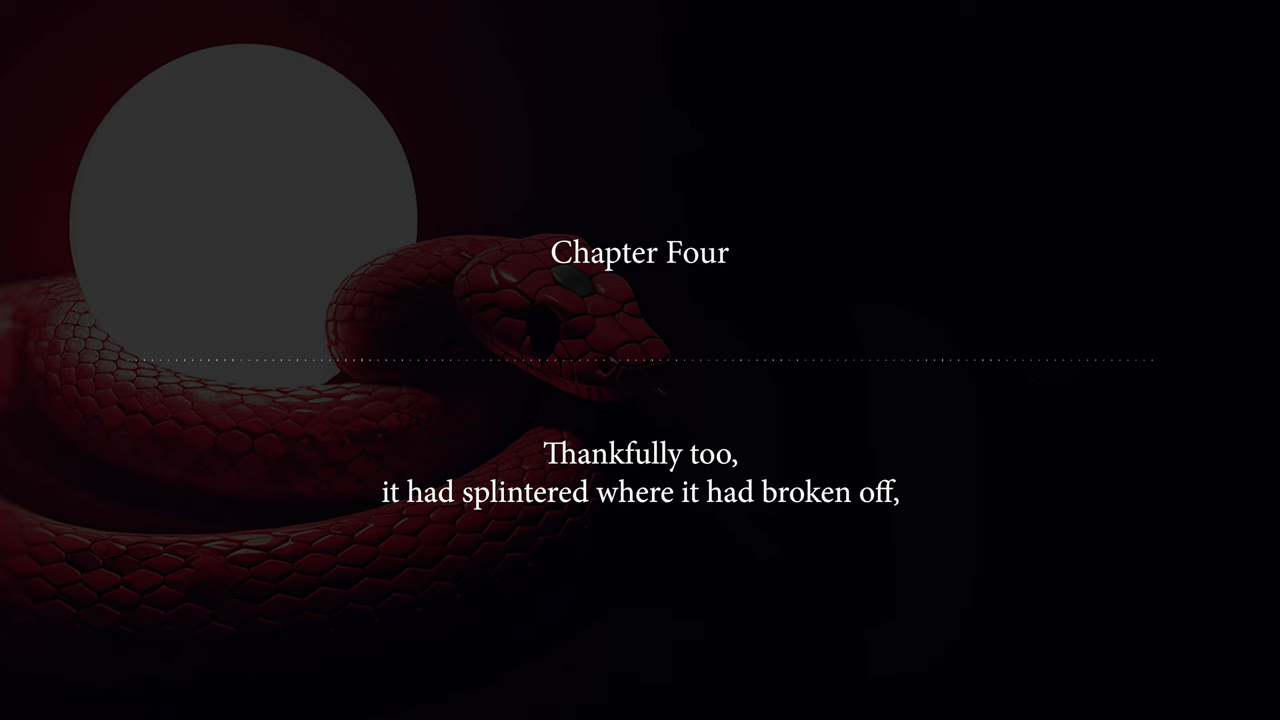 Chapter Four
Thankfully too,
it had splintered where it had broken off,